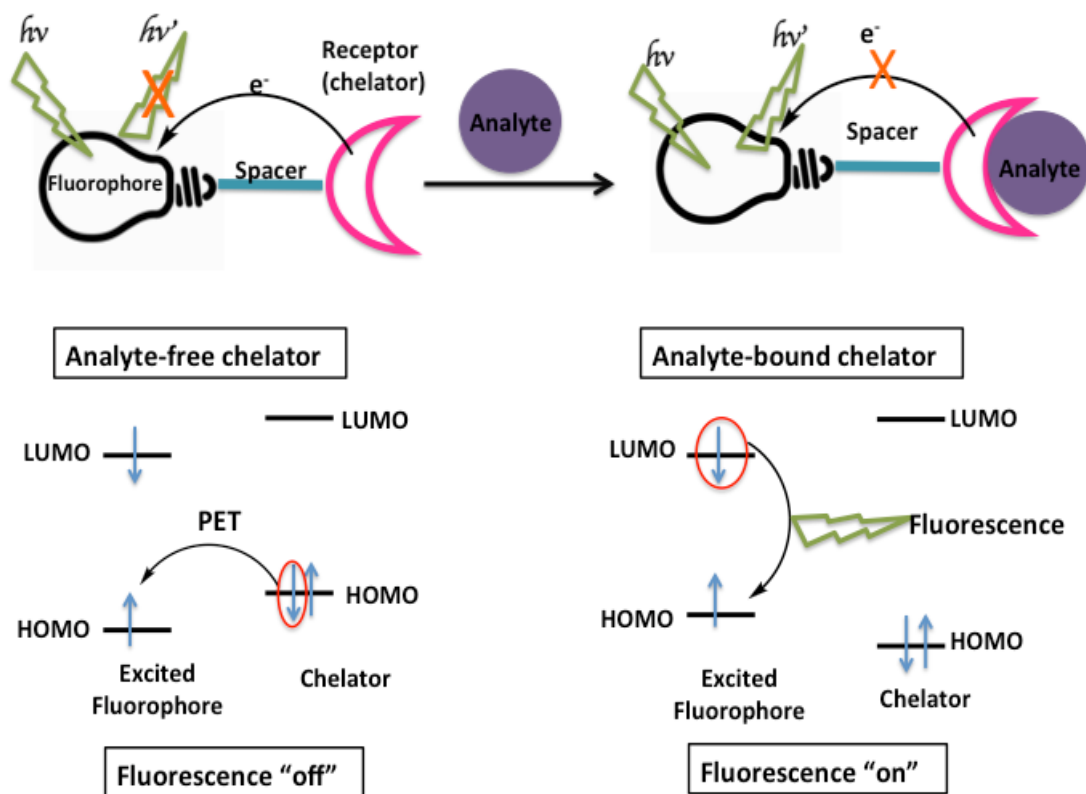 hν
hν'
Receptor
(chelator)
e⁻
Analyte
Fluorophore
Spacer
hν
hν'
e⁻
Spacer
Analyte
Analyte-free chelator
Analyte-bound chelator
LUMO
LUMO
PET
HOMO
HOMO
Excited
Fluorophore
Chelator
LUMO
LUMO
Fluorescence
HOMO
HOMO
Excited
Fluorophore
Chelator
Fluorescence “off”
Fluorescence “on”